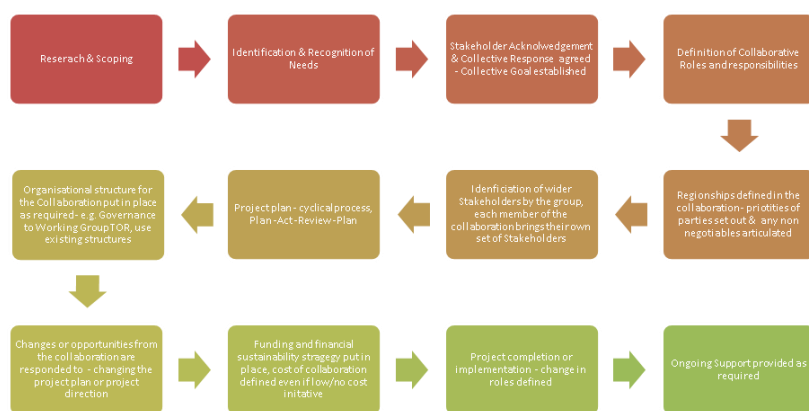 Reserach & Scoping
Identification & Recognition of
Needs
Stakeholder Acknolwedgement
& Collective Response agreed
- Collective Goal established
Definition of Collaborative
Roles and responsibilities
Regionships defined in the
collaboration- priotities of
parties set out & any non
negotiables articulated
Idenficiation of wider
Stakeholders by the group,
each member of the
collaboration brings their own
set of Stakeholders
Project plan - cyclical process,
Plan -Act-Review-Plan
Organisational structure for
the Collaboration put in place
as required- e.g. Governance
to Working Group TOR, use
existing structures
Changes or opportunities from
the collaboration are
responded to - changing the
project plan or project
direction
Funding and financial
sustainability stragegy put in
place, cost of collaboration
defined even if low/no cost
initative
Project completion or
implementation - change in
roles defined
Ongoing Support provided as
required